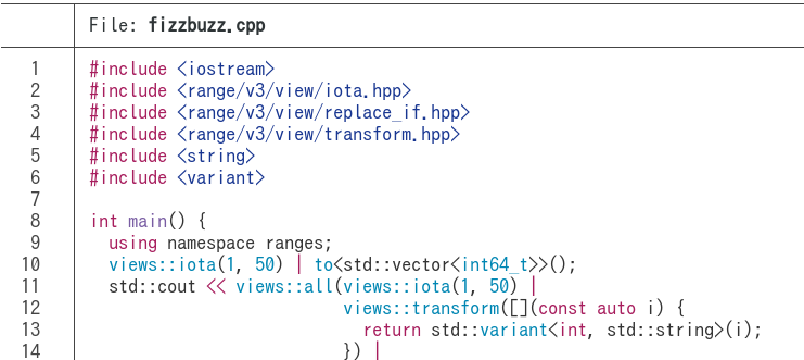 File: fizzbuzz.cpp
1 #include <iostream>
2 #include <range/v3/view/iota.hpp>
3 #include <range/v3/view/replace_if.hpp>
4 #include <range/v3/view/transform.hpp>
5 #include <string>
6 #include <variant>
7
8 int main() {
9   using namespace ranges;
10   views::iota(1, 50) | to<std::vector<int64_t>>();
11   std::cout << views::all(views::iota(1, 50) |
12                           views::transform([](const auto i) {
13                             return std::variant<int, std::string>(i);
14                           }) |